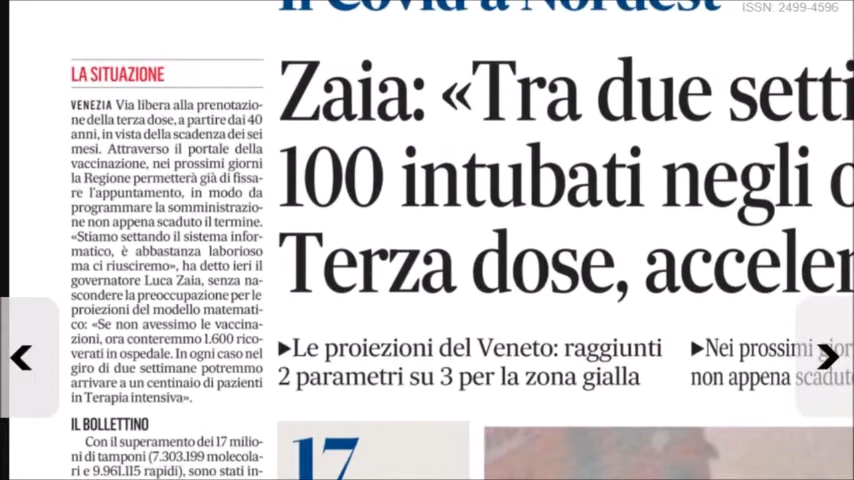 Il Covid a Nordest
ISSN: 2499-4596
LA SITUAZIONE
VENEZIA Via libera alla prenotazio-
ne della terza dose, a partire dai 40
anni, in vista della scadenza dei sei
mesi. Attraverso il portale della
vaccinazione, nei prossimi giorni
la Regione permetterà già di fissa-
re l'appuntamento, in modo da
programmare la somministrazio-
ne non appena scaduto il termine.
«Stiamo settando il sistema infor-
matico, è abbastanza laborioso
ma ci riusciremo», ha detto ieri il
governatore Luca Zaia, senza na-
scondere la preoccupazione per le
proiezioni del modello matemati-
co: «Se non avessimo le vaccina-
zioni, ora conteremmo 1.600 rico-
verati in ospedale. In ogni caso nel
giro di due settimane potremmo
arrivare a un centinaio di pazienti
in Terapia intensiva».
IL BOLLETTINO
Con il superamento dei 17 milio-
ni di tamponi (7.303.199 molecola-
ri e 9.961.115 rapidi), sono stati in-
Zaia: «Tra due setti
100 intubati negli o
Terza dose, acceler
▶Le proiezioni del Veneto: raggiunti
2 parametri su 3 per la zona gialla
▶Nei prossimi gior
non appena scadut
17